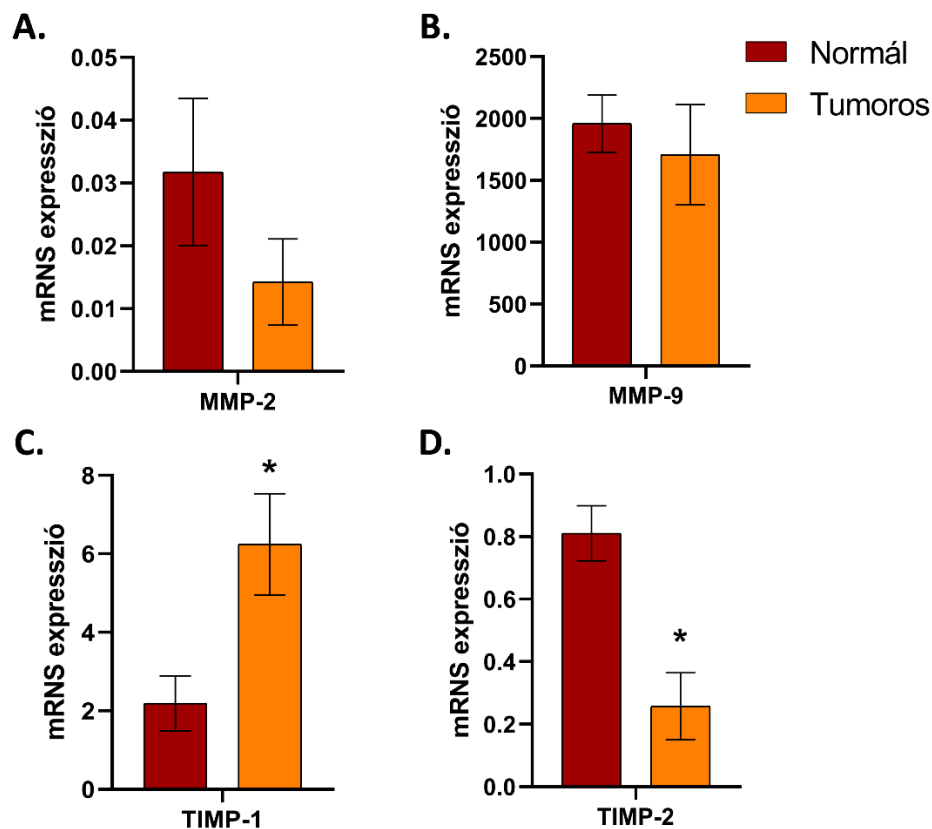 A.
mRNS expresszió
0.05
0.04
0.03
0.02
0.01
0.00
MMP-2
B.
mRNS expresszió
2500
2000
1500
1000
500
0
MMP-9
Normál
Tumoros
C.
mRNS expresszió
8
6
4
2
0
*
TIMP-1
D.
mRNS expresszió
1.0
0.8
0.6
0.4
0.2
0.0
*
TIMP-2